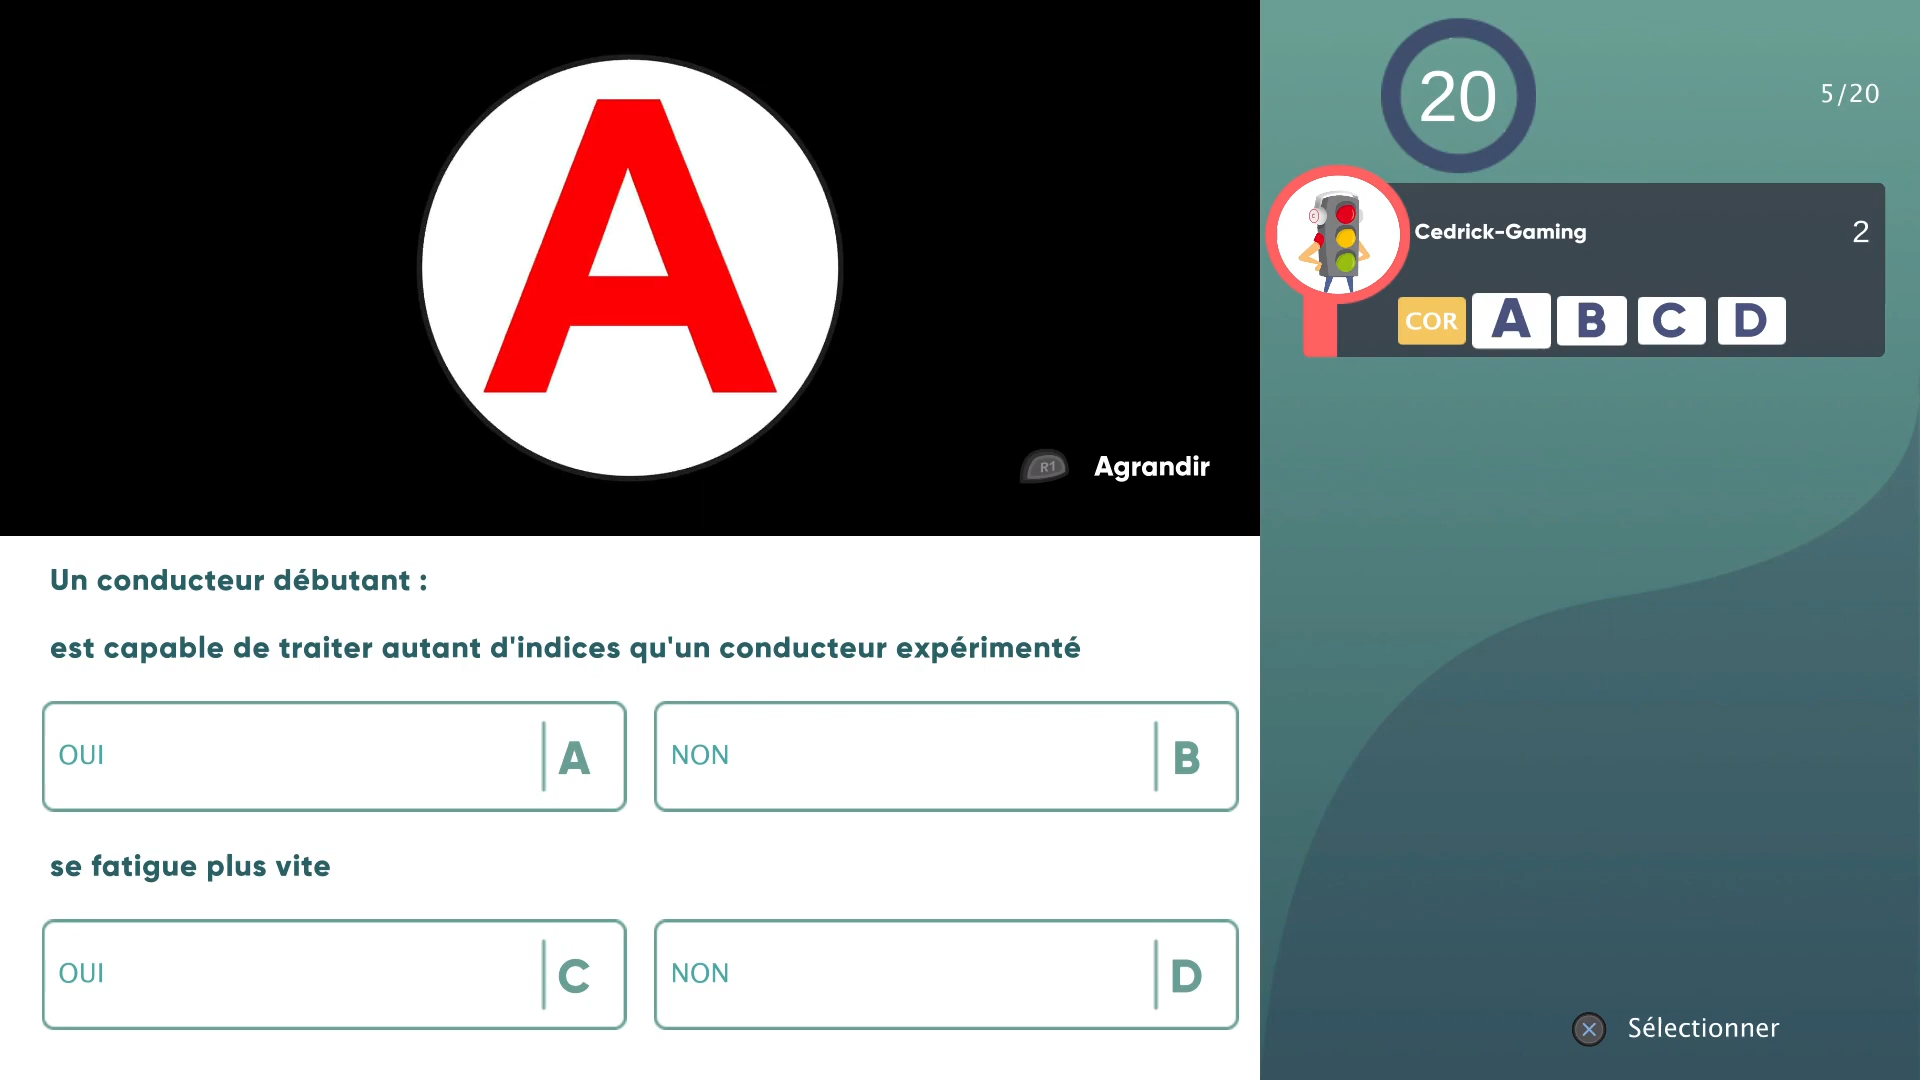 A
R1 Agrandir
Un conducteur débutant :
est capable de traiter autant d'indices qu'un conducteur expérimenté
OUI A
NON B
se fatigue plus vite
OUI C
NON D
20
5/20
Cedrick-Gaming 2
COR A B C D
Sélectionner